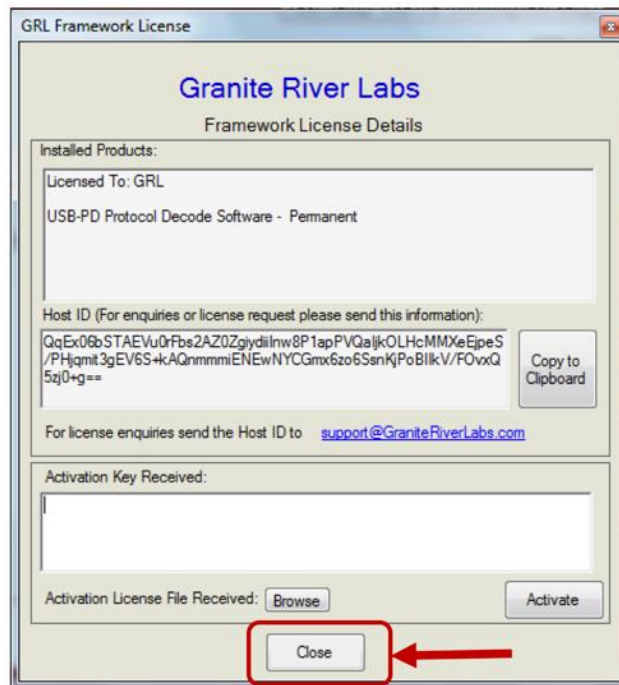 GRL Framework License
Granite River Labs
Framework License Details
Installed Products:
Licensed To: GRL
USB-PD Protocol Decode Software - Permanent
Host ID (For enquiries or license request please send this information):
QqEx06bSTAEVu0rFbs2AZ0ZgiydiiInw8P1apPVQaIjkOLHcMMXeEjpeS
/PHjqmit3gEV6S+kAQnmmmiENEwNYCGmx6zo6SsnKjPoBIIkV/FOvxQ
5zj0+g==
Copy to
Clipboard
For license enquiries send the Host ID to support@GraniteRiverLabs.com
Activation Key Received:
Activation License File Received: Browse
Activate
Close